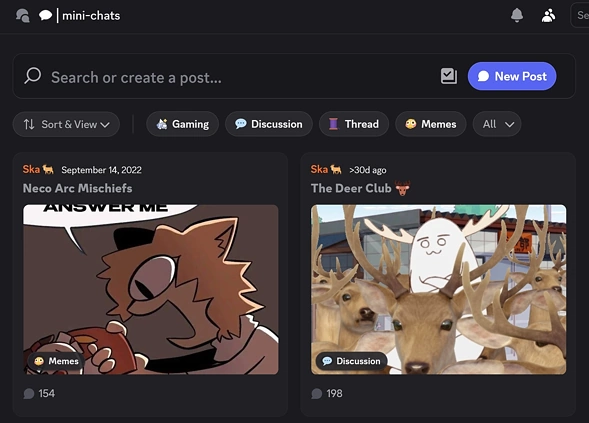 mini-chats
Se
Search or create a post...
New Post
Sort & View
Gaming
Discussion
Thread
Memes
All
Ska September 14, 2022
Neco Arc Mischiefs
ANSWER ME
Memes
154
Ska >30d ago
The Deer Club
Discussion
198